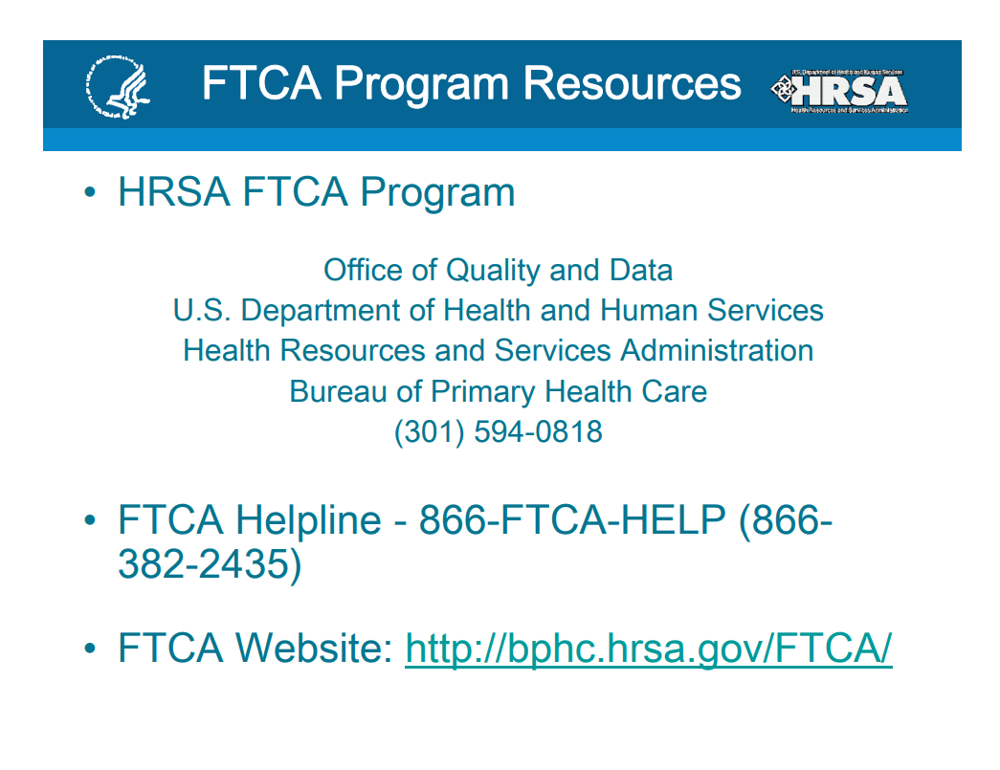 FTCA Program Resources
U.S. Department of Health and Human Services
HRSA
Health Resources and Services Administration
• HRSA FTCA Program
Office of Quality and Data
U.S. Department of Health and Human Services
Health Resources and Services Administration
Bureau of Primary Health Care
(301) 594-0818
• FTCA Helpline - 866-FTCA-HELP (866-
382-2435)
• FTCA Website: http://bphc.hrsa.gov/FTCA/